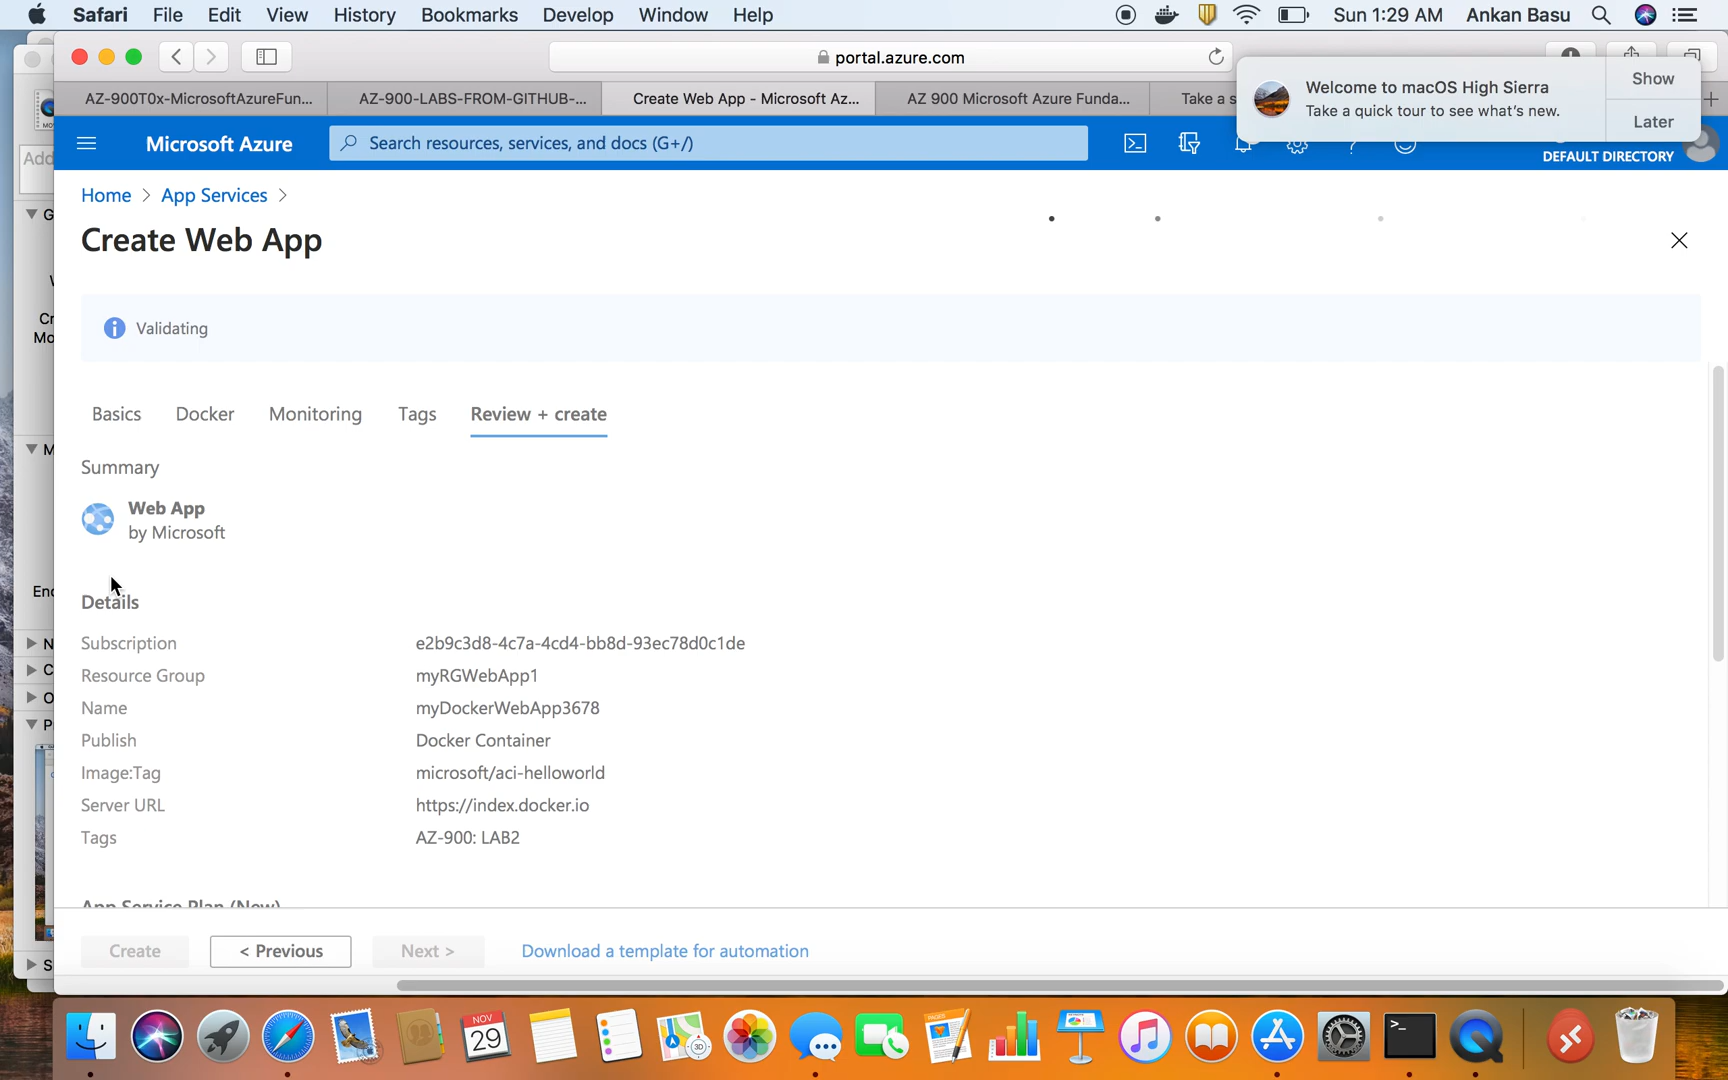 Safari File Edit View History Bookmarks Develop Window Help Sun 1:29 AM Ankan Basu
portal.azure.com
Welcome to macOS High Sierra
Take a quick tour to see what's new.
Show
Later
AZ-900T0x-MicrosoftAzureFun... AZ-900-LABS-FROM-GITHUB-... Create Web App - Microsoft Az... AZ 900 Microsoft Azure Funda... Take a s
Microsoft Azure
Search resources, services, and docs (G+/)
DEFAULT DIRECTORY
Add
Home > App Services >
Create Web App
Validating
Basics Docker Monitoring Tags Review + create
Summary
Web App
by Microsoft
Details
Subscription e2b9c3d8-4c7a-4cd4-bb8d-93ec78d0c1de
Resource Group myRGWebApp1
Name myDockerWebApp3678
Publish Docker Container
Image:Tag microsoft/aci-helloworld
Server URL https://index.docker.io
Tags AZ-900: LAB2
App Service Plan (New)
Create < Previous Next > Download a template for automation
NOV
29
3D